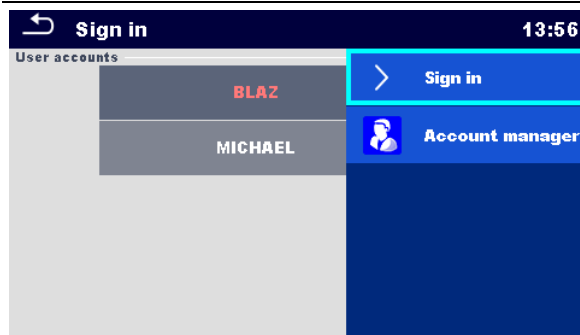 Sign in
13:56
User accounts
BLAZ
Sign in
MICHAEL
Account manager